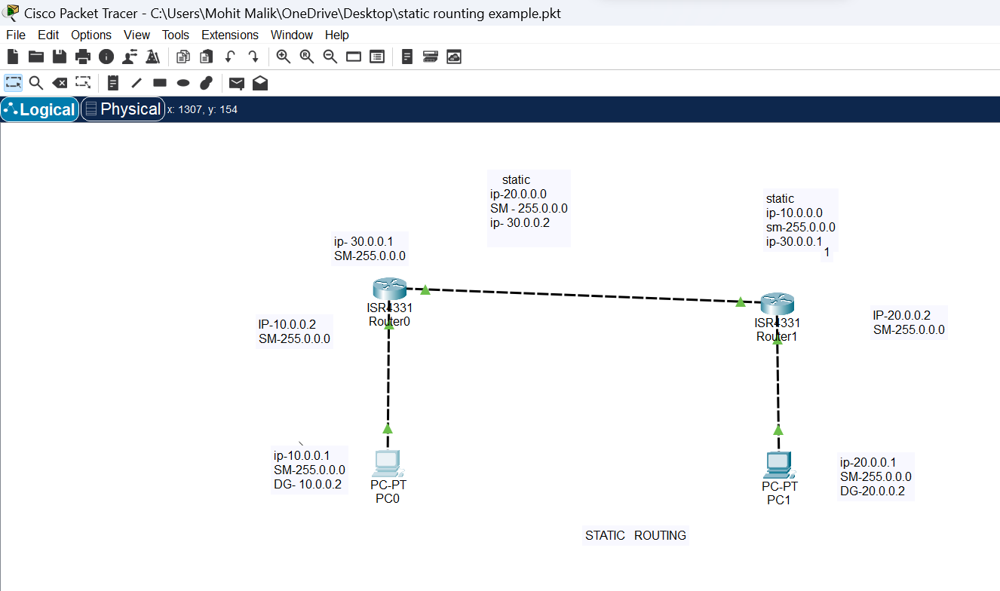 Cisco Packet Tracer - C:\Users\Mohit Malik\OneDrive\Desktop\static rounting example.pkt
File Edit Options View Tools Extensions Window Help
Logical Physical x: 1307, y: 154
static
ip-20.0.0.0
SM - 255.0.0.0
ip- 30.0.0.2
static
ip-10.0.0.0
sm-255.0.0.0
ip-30.0.0.1
1
ip- 30.0.0.1
SM-255.0.0.0
ISR4331
Router0
ISR4331
Router1
IP-10.0.0.2
SM-255.0.0.0
IP-20.0.0.2
SM-255.0.0.0
ip-10.0.0.1
SM-255.0.0.0
DG- 10.0.0.2
PC-PT
PC0
PC-PT
PC1
ip-20.0.0.1
SM-255.0.0.0
DG-20.0.0.2
STATIC ROUTING